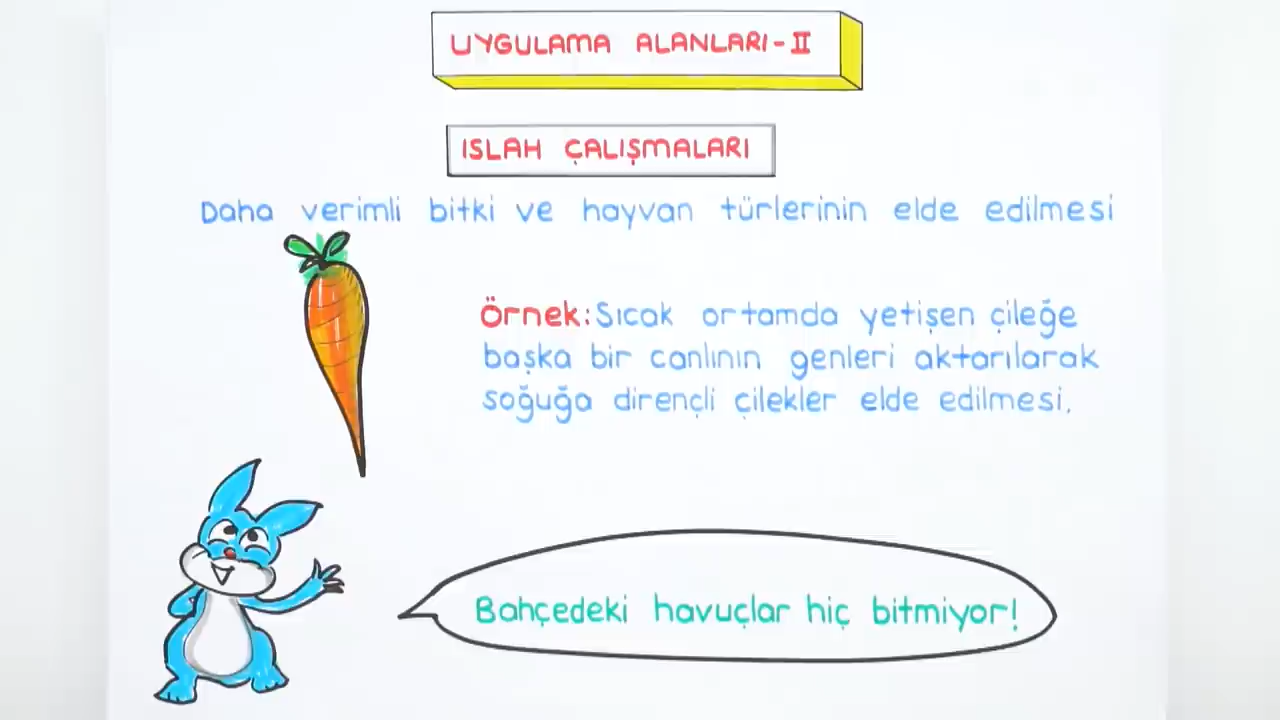 UYGULAMA ALANLARI-II
ISLAH ÇALIŞMALARI
Daha verimli bitki ve hayvan türlerinin elde edilmesi
Örnek: Sıcak ortamda yetişen çileğe
başka bir canlının genleri aktarılarak
soğuğa dirençli çilekler elde edilmesi.
Bahçedeki havuçlar hiç bitmiyor!